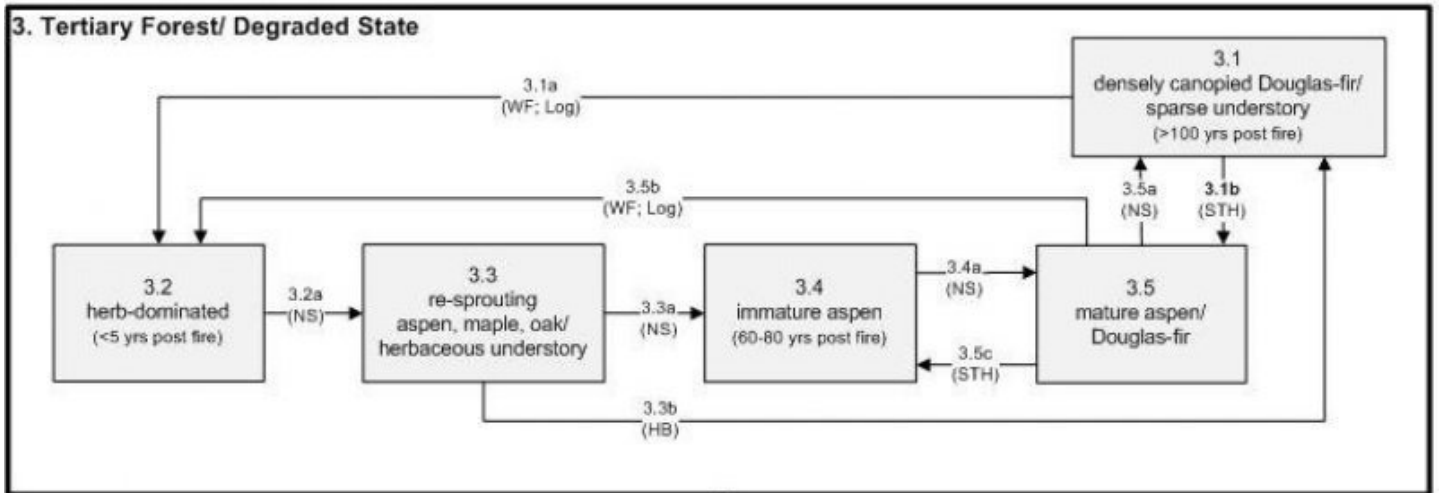 3. Tertiary Forest/ Degraded State
3.1
densely canopied Douglas-fir/
sparse understory
(>100 yrs post fire)
3.1a
(WF; Log)
3.5b
(WF; Log)
3.5a
(NS)
3.1b
(STH)
3.2
herb-dominated
(<5 yrs post fire)
3.2a
(NS)
3.3
re-sprouting
aspen, maple, oak/
herbaceous understory
3.3a
(NS)
3.4
immature aspen
(60-80 yrs post fire)
3.4a
(NS)
3.5c
(STH)
3.5
mature aspen/
Douglas-fir
3.3b
(HB)